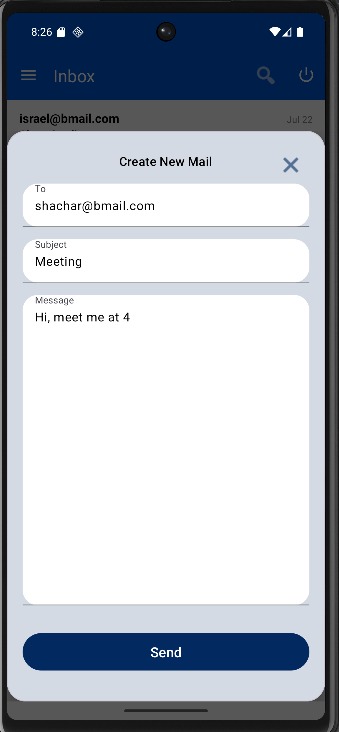 8:26
Inbox
israel@bmail.com Jul 22
Create New Mail
To
shachar@bmail.com
Subject
Meeting
Message
Hi, meet me at 4
Send